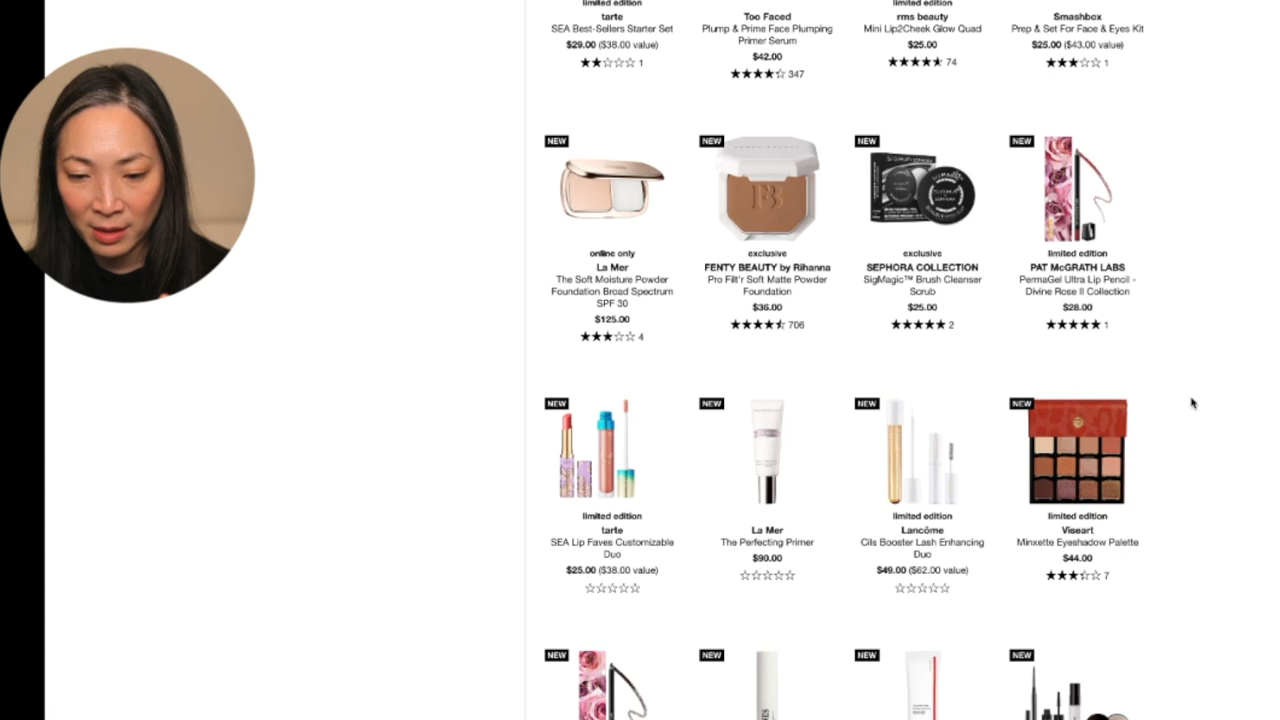 limited edition
tarte
SEA Best-Sellers Starter Set
$29.00 ($38.00 value)
1
Too Faced
Plump & Prime Face Plumping
Primer Serum
$42.00
347
limited edition
rms beauty
Mini Lip2Cheek Glow Quad
$25.00
74
limited edition
Smashbox
Prep & Set For Face & Eyes Kit
$25.00 ($43.00 value)
1
NEW
online only
La Mer
The Soft Moisture Powder
Foundation Broad Spectrum
SPF 30
$125.00
4
NEW
exclusive
FENTY BEAUTY by Rihanna
Pro Filt'r Soft Matte Powder
Foundation
$36.00
706
NEW
exclusive
SEPHORA COLLECTION
SigMagic™ Brush Cleanser
Scrub
$25.00
2
NEW
limited edition
PAT McGRATH LABS
PermaGel Ultra Lip Pencil -
Divine Rose II Collection
$28.00
1
NEW
limited edition
tarte
SEA Lip Faves Customizable
Duo
$25.00 ($38.00 value)
NEW
La Mer
The Perfecting Primer
$90.00
NEW
limited edition
Lancôme
Cils Booster Lash Enhancing
Duo
$49.00 ($62.00 value)
NEW
limited edition
Viseart
Minxette Eyeshadow Palette
$44.00
7
NEW
NEW
NEW
NEW